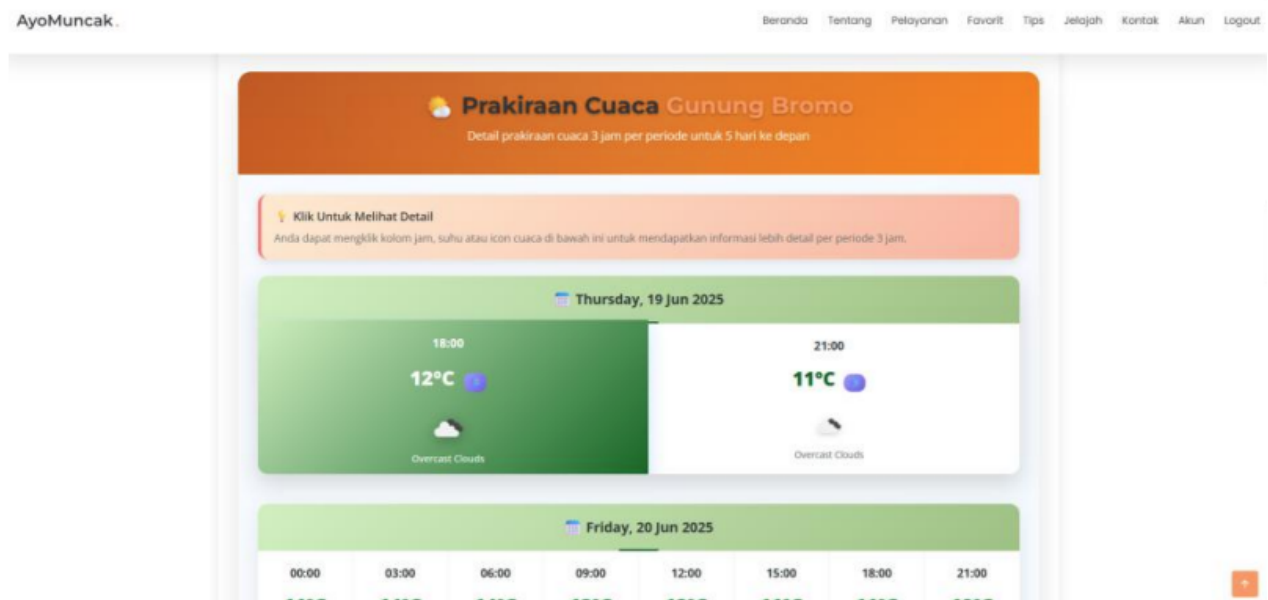 AyoMuncak.
Beranda Tentang Pelayanan Favorit Tips Jelajah Kontak Akun Logout
Prakiraan Cuaca Gunung Bromo
Detail prakiraan cuaca 3 jam per periode untuk 5 hari ke depan
Klik Untuk Melihat Detail
Anda dapat mengklik kolom jam, suhu atau icon cuaca di bawah ini untuk mendapatkan informasi lebih detail per periode 3 jam.
Thursday, 19 Jun 2025
18:00 21:00
12°C 11°C
Overcast Clouds Overcast Clouds
Friday, 20 Jun 2025
00:00 03:00 06:00 09:00 12:00 15:00 18:00 21:00